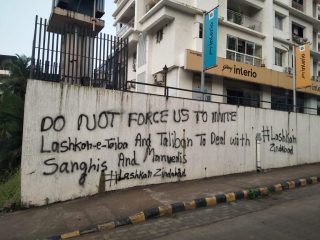 interio
DO NOT FORCE US TO INVITE
Lashkar-e-Taiba And Taliban To Deal with
Sanghis And Manuvadis
#Lashkar
Zindabad
#Lashkar Zindabad